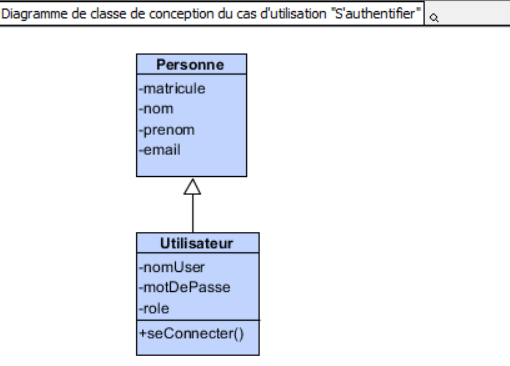 Diagramme de classe de conception du cas d'utilisation "S'authentifier"
Personne
-matricule
-nom
-prenom
-email
Utilisateur
-nomUser
-motDePasse
-role
+seConnecter()